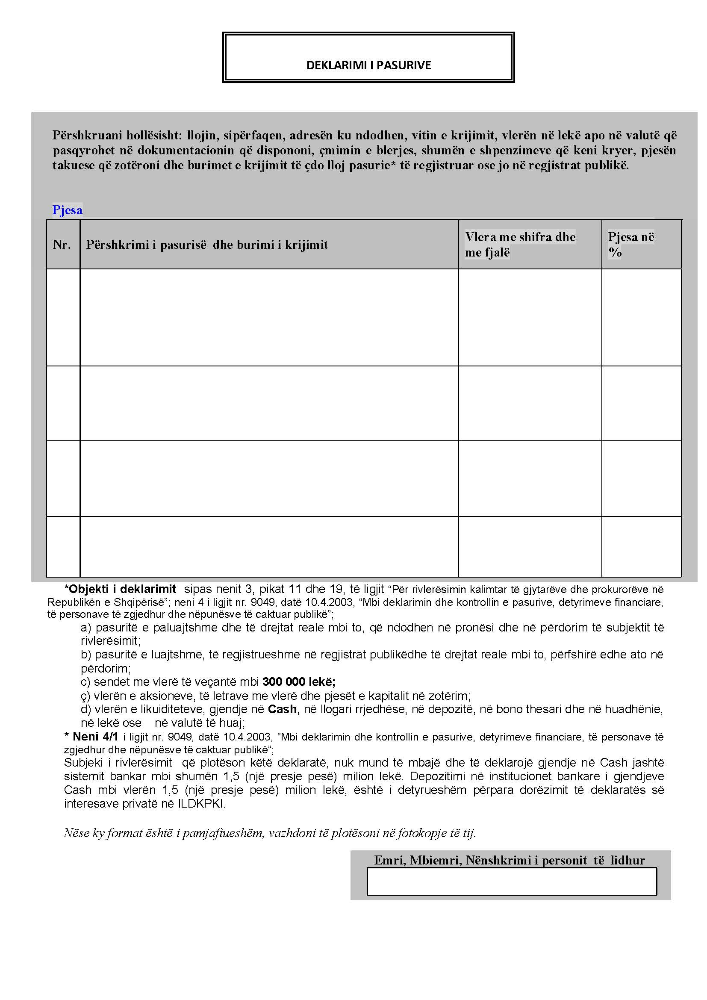 DEKLARIMI I PASURIVE
Përshkruani hollësisht: llojin, sipërfaqen, adresën ku ndodhen, vitin e krijimit, vlerën në lekë apo në valutë që
pasqyrohet në dokumentacionin që dispononi, çmimin e blerjes, shumën e shpenzimeve që keni kryer, pjesën
takuese që zotëroni dhe burimet e krijimit të çdo lloj pasurie* të regjistruar ose jo në regjistrat publikë.
Pjesa
Nr.
Përshkrimi i pasurisë dhe burimi i krijimit
Vlera me shifra dhe
me fjalë
Pjesa në
%
*Objekti i deklarimit sipas nenit 3, pikat 11 dhe 19, të ligjit “Për rivlerësimin kalimtar të gjytarëve dhe prokurorëve në
Republikën e Shqipërisë”; neni 4 i ligjit nr. 9049, datë 10.4.2003, “Mbi deklarimin dhe kontrollin e pasurive, detyrimeve financiare,
të personave të zgjedhur dhe nëpunësve të caktuar publikë”;
a) pasuritë e paluajtshme dhe të drejtat reale mbi to, që ndodhen në pronësi dhe në përdorim të subjektit të
rivlerësimit;
b) pasuritë e luajtshme, të regjistrueshme në regjistrat publikëdhe të drejtat reale mbi to, përfshirë edhe ato në
përdorim;
c) sendet me vlerë të veçantë mbi 300 000 lekë;
ç) vlerën e aksioneve, të letrave me vlerë dhe pjesët e kapitalit në zotërim;
d) vlerën e likuiditeteve, gjendje në Cash, në llogari rrjedhëse, në depozitë, në bono thesari dhe në huadhënie,
në lekë ose në valutë të huaj;
* Neni 4/1 i ligjit nr. 9049, datë 10.4.2003, “Mbi deklarimin dhe kontrollin e pasurive, detyrimeve financiare, të personave të
zgjedhur dhe nëpunësve të caktuar publikë”;
Subjeki i rivlerësimit që plotëson këtë deklaratë, nuk mund të mbajë dhe të deklarojë gjendje në Cash jashtë
sistemit bankar mbi shumën 1,5 (një presje pesë) milion lekë. Depozitimi në institucionet bankare i gjendjeve
Cash mbi vlerën 1,5 (një presje pesë) milion lekë, është i detyrueshëm përpara dorëzimit të deklaratës së
interesave privatë në ILDKPKI.
Nëse ky format është i pamjaftueshëm, vazhdoni të plotësoni në fotokopje të tij.
Emri, Mbiemri, Nënshkrimi i personit të lidhur